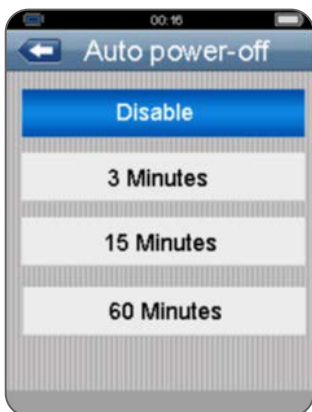 00:16
Auto power-off
Disable
3 Minutes
15 Minutes
60 Minutes